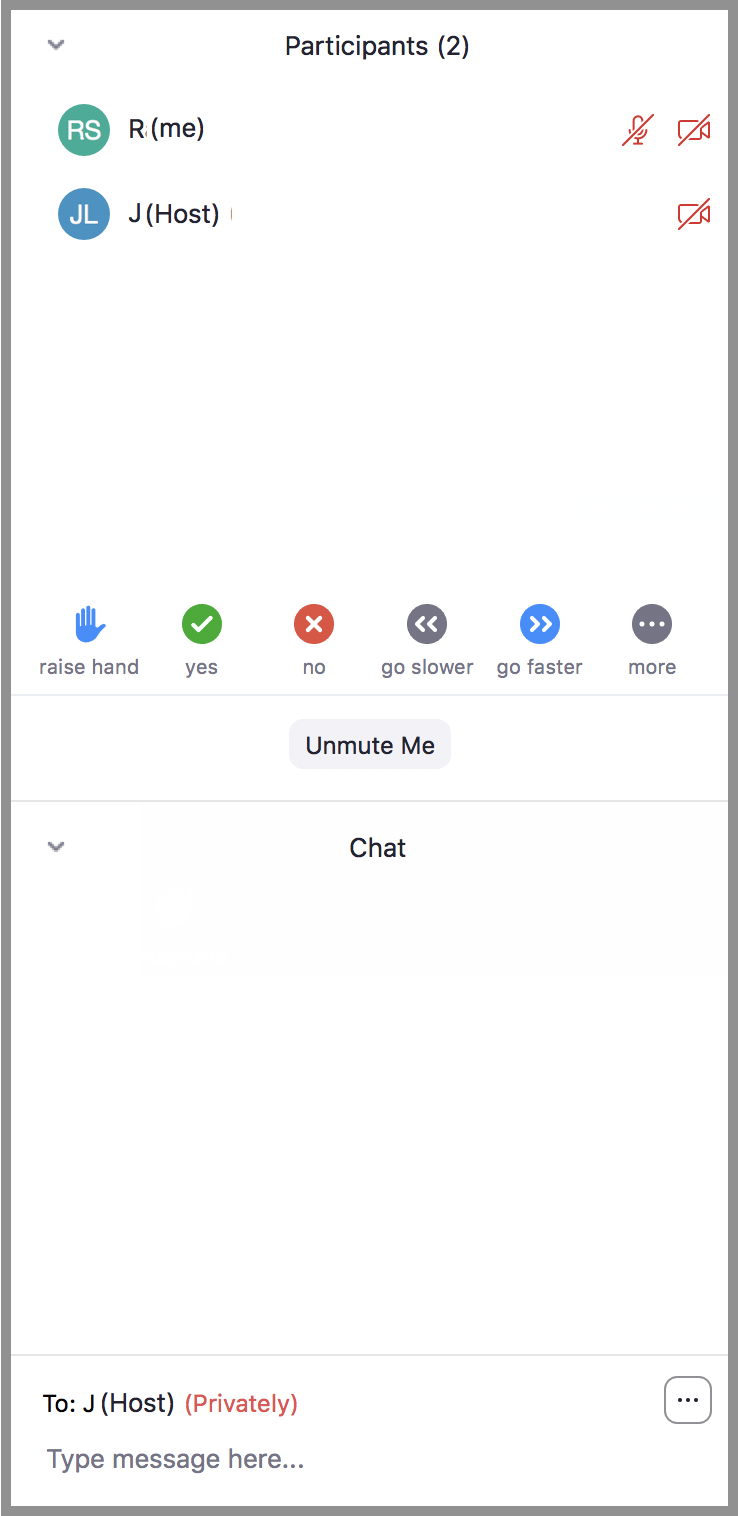 Participants (2)
RS R (me)
JL J (Host)
raise hand yes no go slower go faster more
Unmute Me
Chat
To: J (Host) (Privately)
Type message here...